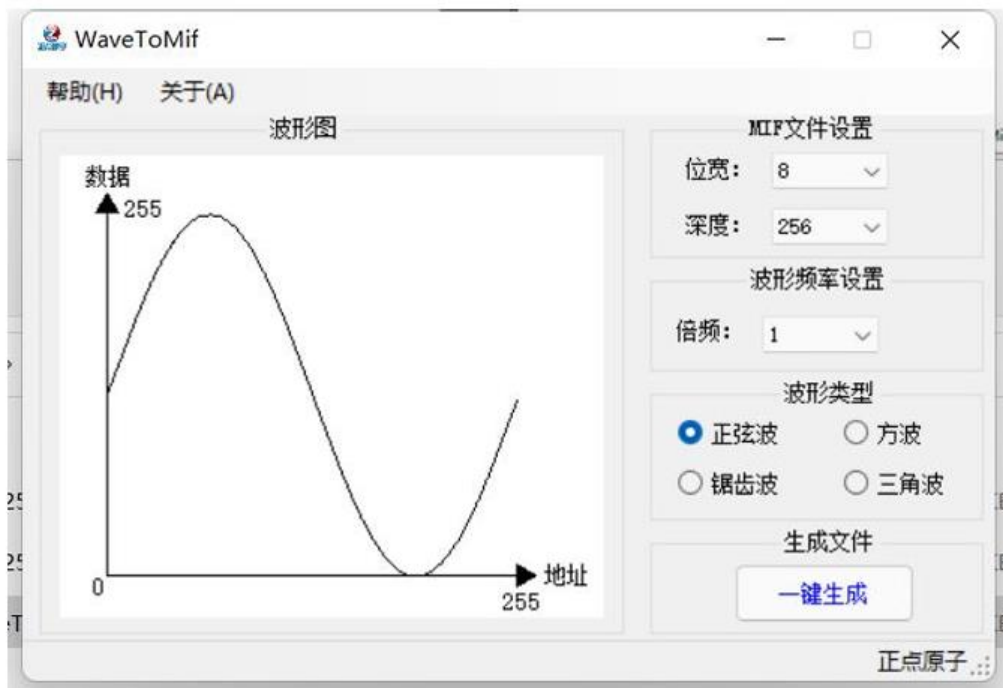 WaveToMif
帮助(H) 关于(A)
波形图
数据
255
0
地址
255
MIF文件设置
位宽： 8
深度： 256
波形频率设置
倍频： 1
波形类型
正弦波 方波
锯齿波 三角波
生成文件
一键生成
正点原子